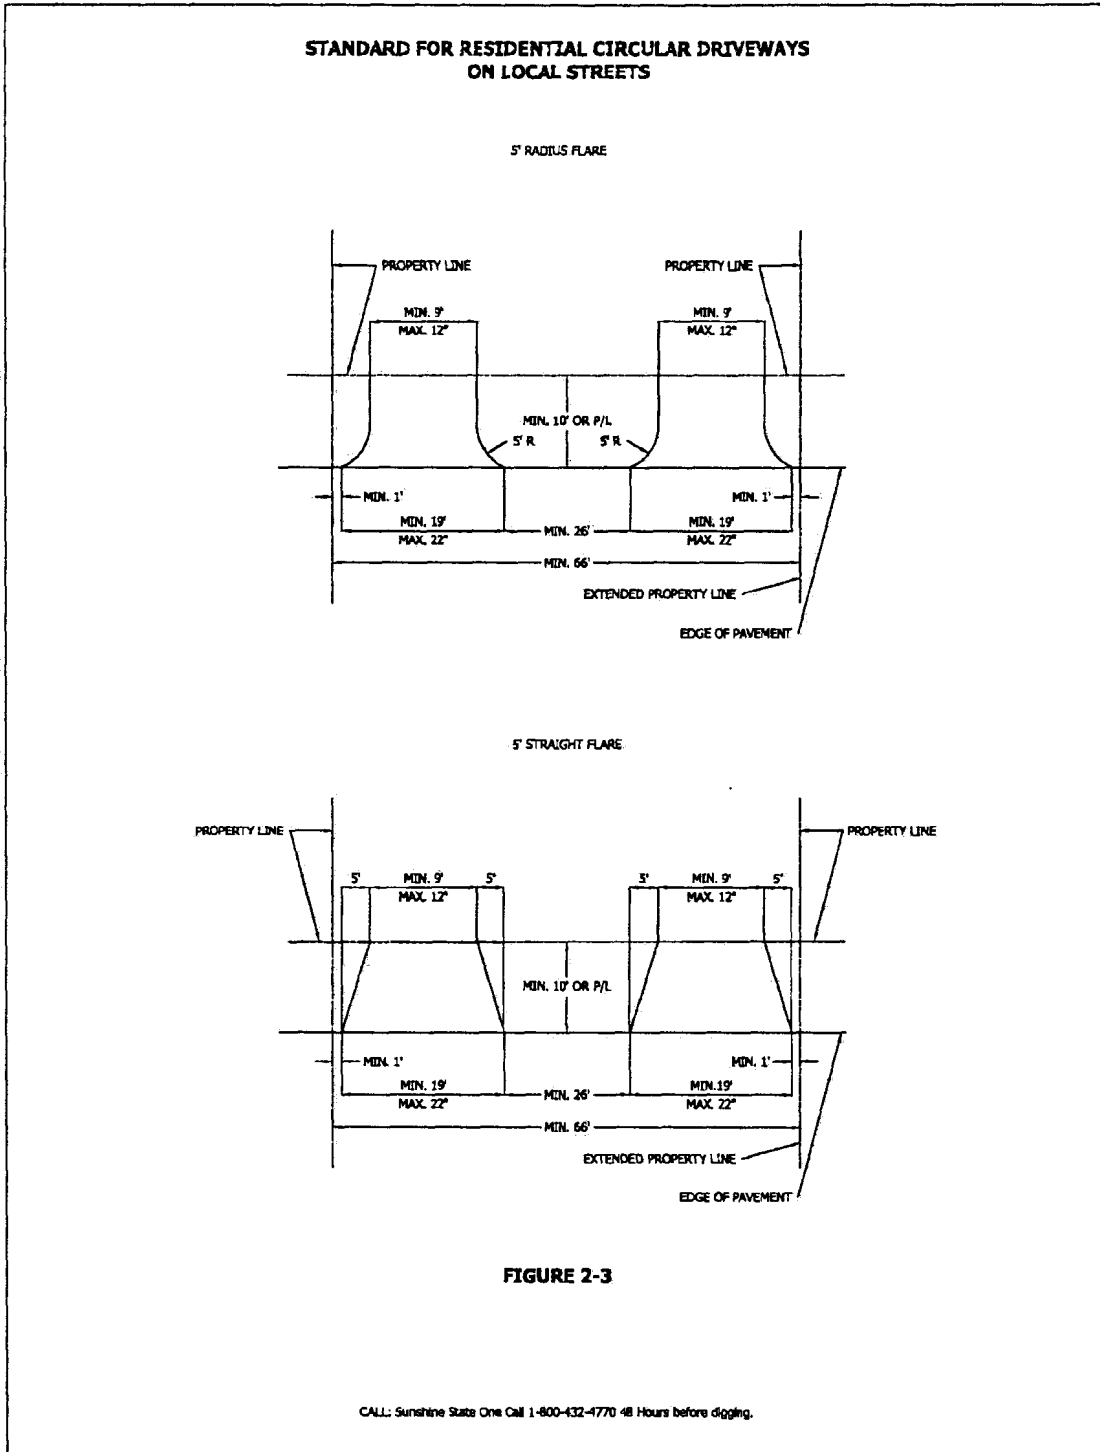 STANDARD FOR RESIDENTIAL CIRCULAR DRIVEWAYS
ON LOCAL STREETS
5' RADIUS FLARE
PROPERTY LINE
PROPERTY LINE
MIN. 9'
MAX. 12"
MIN. 9'
MAX. 12"
MIN. 10' OR P/L
5' R
5' R
MIN. 1'
MIN. 1'
MIN. 19'
MAX. 22"
MIN. 26'
MIN. 19'
MAX. 22"
MIN. 66'
EXTENDED PROPERTY LINE
EDGE OF PAVEMENT
5' STRAIGHT FLARE
PROPERTY LINE
PROPERTY LINE
5'
MIN. 9'
MAX. 12"
5'
5'
MIN. 9'
MAX. 12"
5'
MIN. 10' OR P/L
MIN. 1'
MIN. 1'
MIN. 19'
MAX. 22"
MIN. 26'
MIN.19'
MAX. 22"
MIN. 66'
EXTENDED PROPERTY LINE
EDGE OF PAVEMENT
FIGURE 2-3
CALL: Sunshine State One Call 1-800-432-4770 48 Hours before digging.